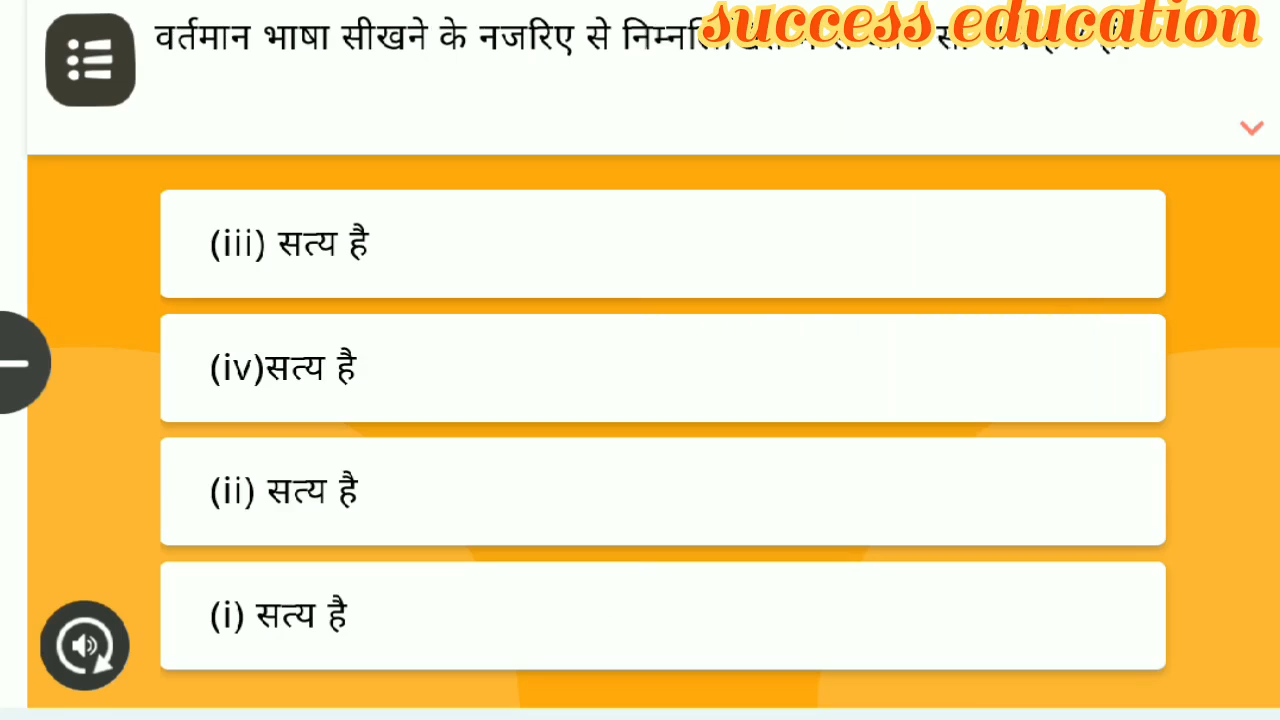 success education
वर्तमान भाषा सीखने के नजरिए से
(iii) सत्य है
(iv)सत्य है
(ii) सत्य है
(i) सत्य है